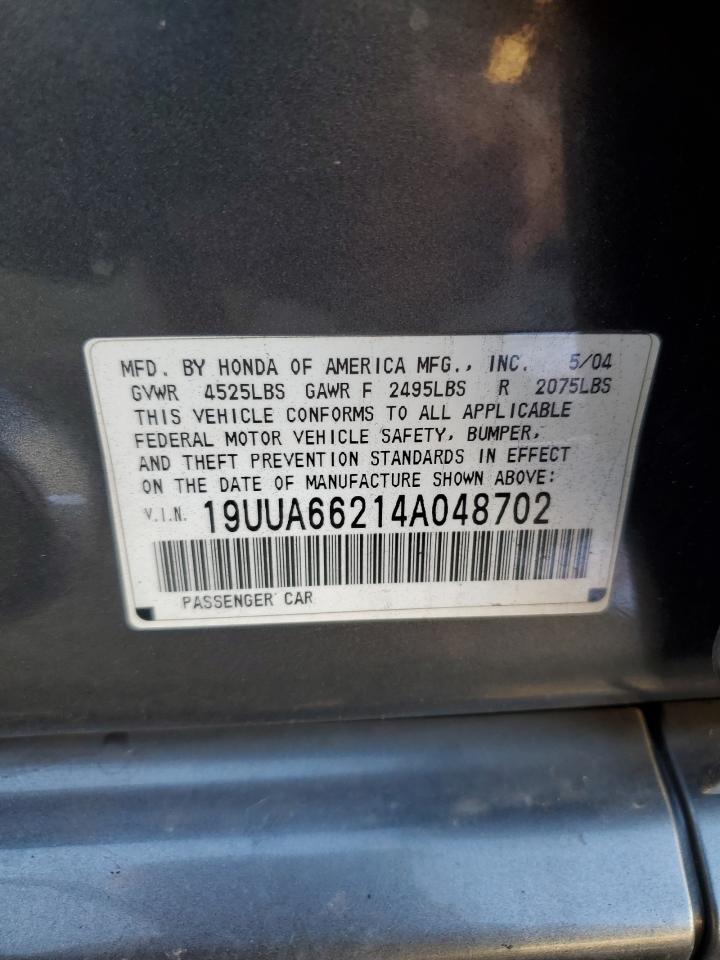 MFD. BY HONDA OF AMERICA MFG., INC. 5/04
GVWR 4525LBS GAWR F 2495LBS R 2075LBS
THIS VEHICLE CONFORMS TO ALL APPLICABLE
FEDERAL MOTOR VEHICLE SAFETY, BUMPER,
AND THEFT PREVENTION STANDARDS IN EFFECT
ON THE DATE OF MANUFACTURE SHOWN ABOVE:
V.I.N. 19UUA66214A048702
PASSENGER CAR